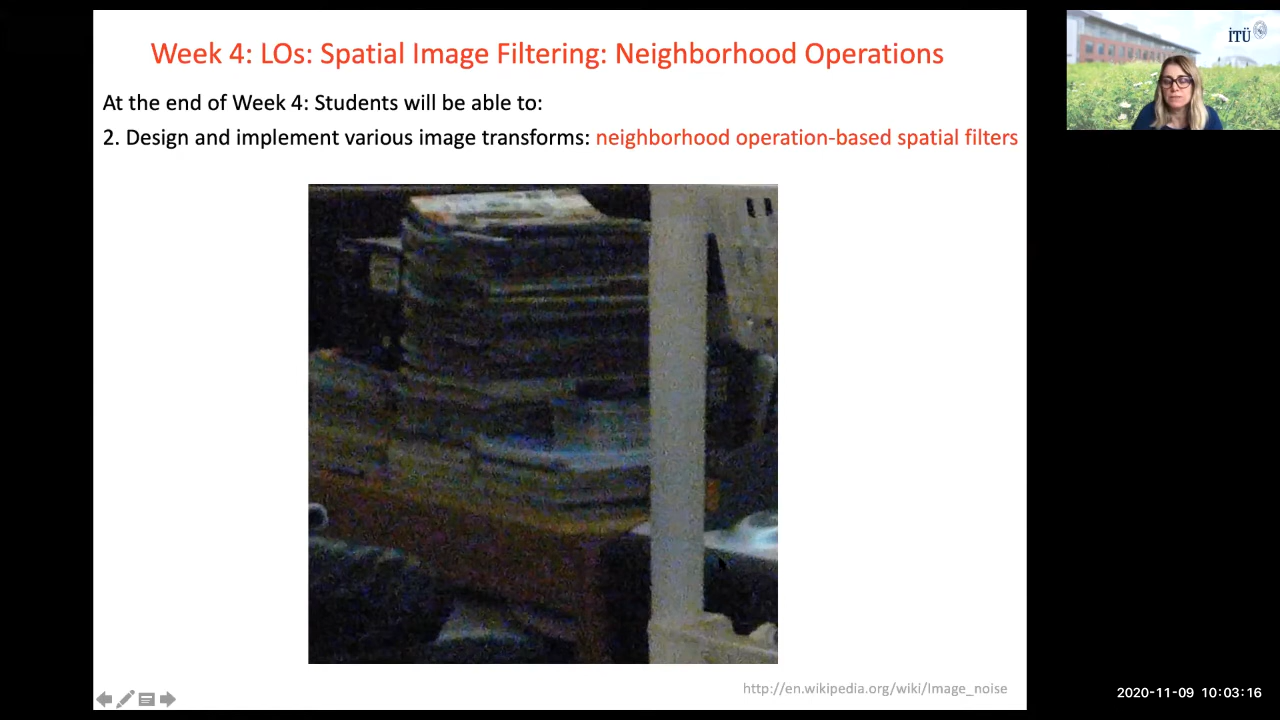 Week 4: LOs: Spatial Image Filtering: Neighborhood Operations
İTÜ
At the end of Week 4: Students will be able to:
2. Design and implement various image transforms: neighborhood operation-based spatial filters
http://en.wikipedia.org/wiki/Image_noise
2020-11-09 10:03:16